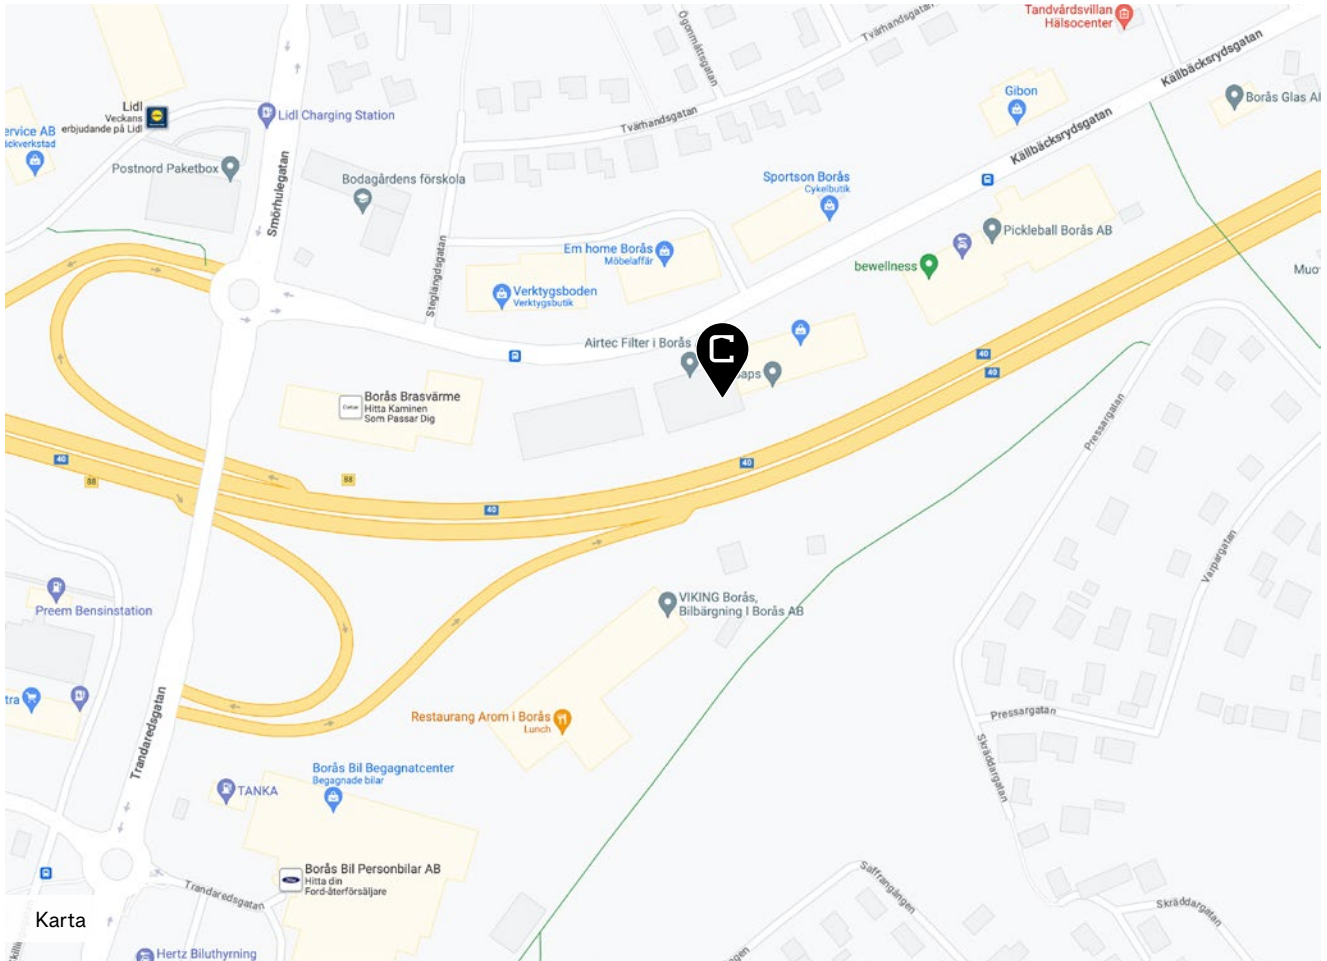 Tandvårdsvillan
Hälsocenter
Tvärhandsgatan
Ögonmåttsgatan
Källbäcksrydsgatan
Lidl
Veckans
erbjudande på Lidl
Lidl Charging Station
Gibon
Borås Glas
ervice AB
äckverkstad
Tvärhandsgatan
Källbäcksrydsgatan
Postnord Paketbox
Bodagårdens förskola
Smörhulegatan
Sportson Borås
Cykelbutik
Pickleball Borås AB
Em home Borås
Möbelaffär
bewellness
Steglängdsgatan
Verktygsboden
Verktygsbutik
Airtec Filter i Borås
C
aps
40
40
Borås Brasvärme
Hitta Kaminen
Som Passar Dig
Pressargatan
40
88
88
40
40
Varpargatan
Preem Bensinstation
VIKING Borås,
Bilbärgning I Borås AB
tra
Trandaredsgatan
Restaurang Arom i Borås
Lunch
Pressargatan
Skräddargatan
Borås Bil Begagnatcenter
Begagnade bilar
TANKA
Borås Bil Personbilar AB
Hitta din
Ford-återförsäljare
Trandaredsgatan
Saffrangången
Skräddargatan
Karta
Hertz Biluthyrning